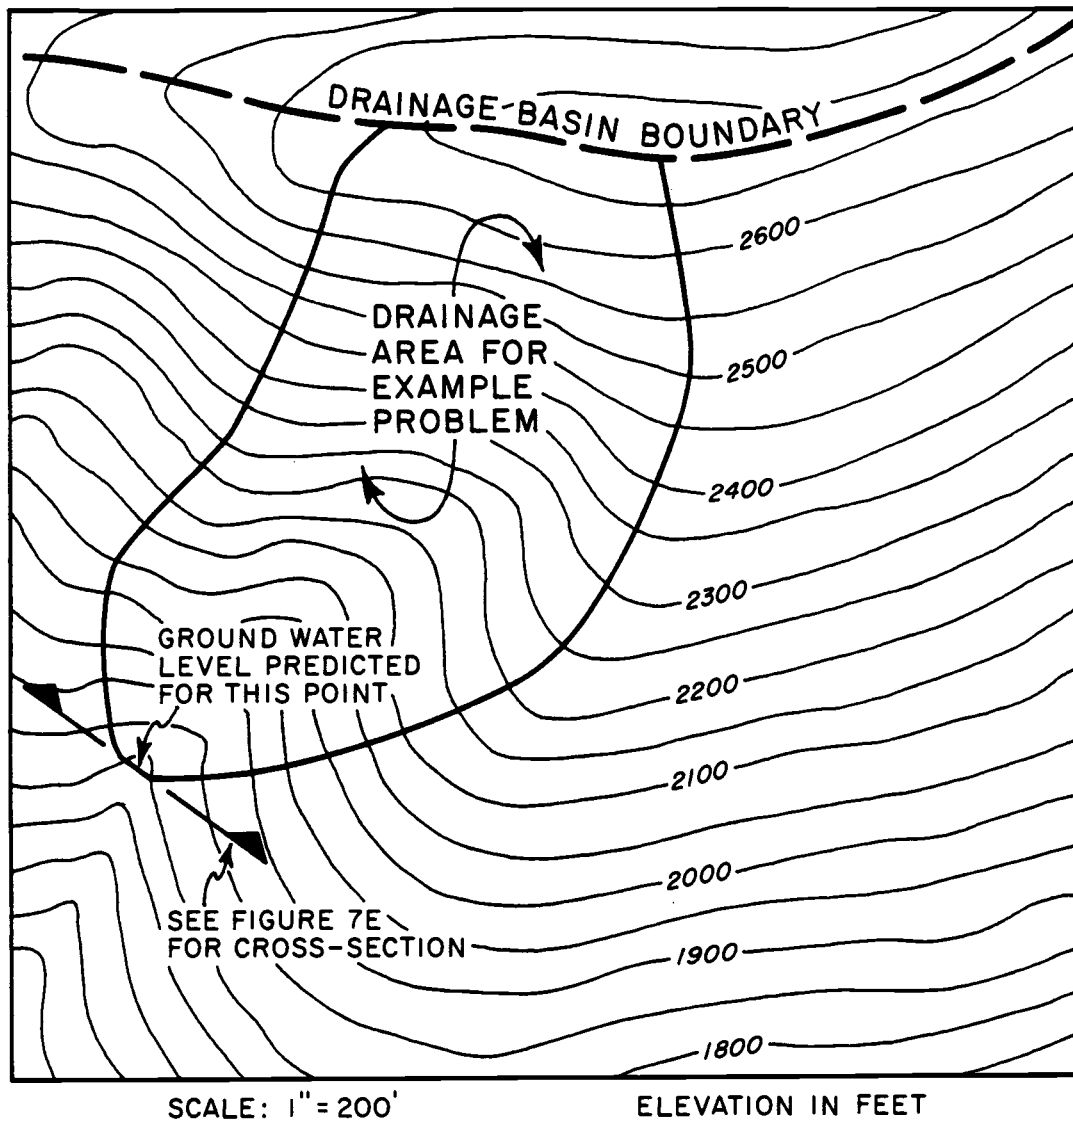 DRAINAGE-BASIN BOUNDARY
2600
DRAINAGE
AREA FOR
EXAMPLE
PROBLEM
2500
2400
2300
GROUND WATER
LEVEL PREDICTED
FOR THIS POINT
2200
2100
2000
SEE FIGURE 7E
FOR CROSS-SECTION
1900
1800
SCALE: 1" = 200'
ELEVATION IN FEET